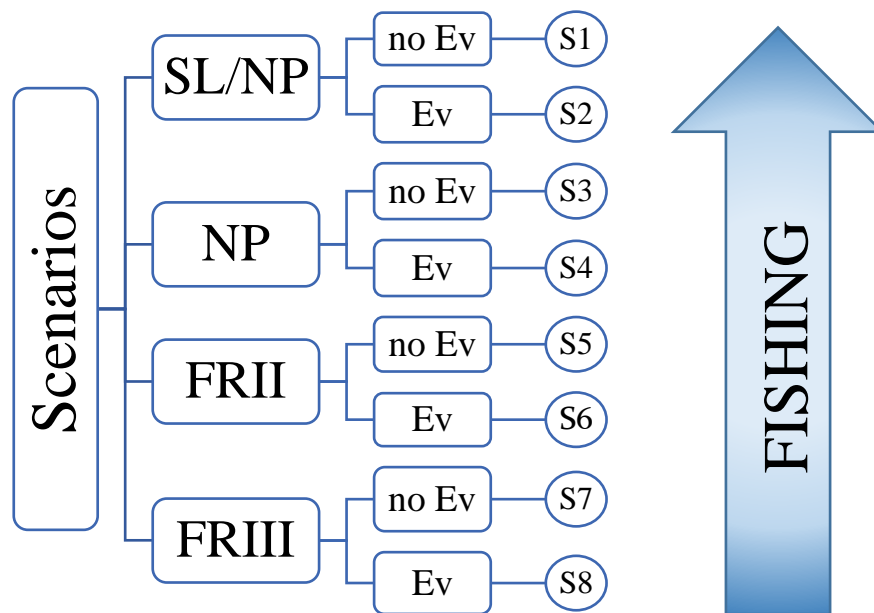 Scenarios
SL/NP
no Ev
S1
Ev
S2
NP
no Ev
S3
Ev
S4
FRII
no Ev
S5
Ev
S6
FRIII
no Ev
S7
Ev
S8
FISHING